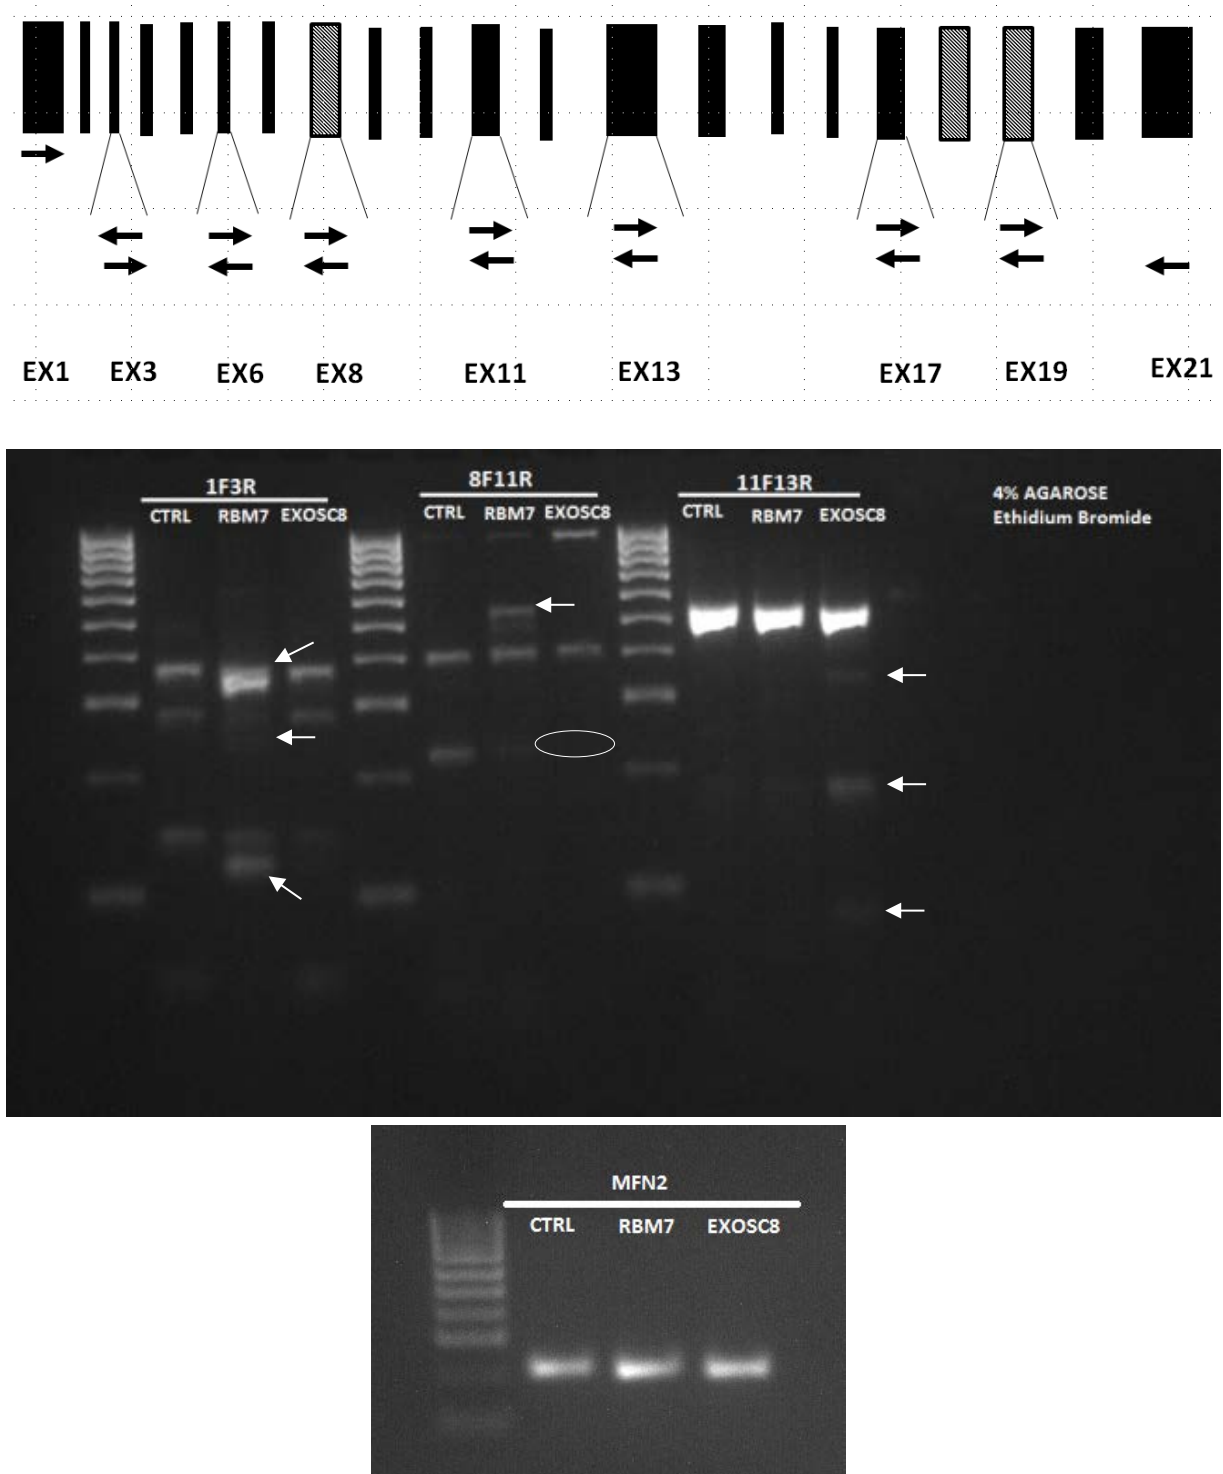 EX1 EX3 EX6 EX8 EX11 EX13 EX17 EX19 EX21
1F3R 8F11R 11F13R
CTRL RBM7 EXOSC8 CTRL RBM7 EXOSC8 CTRL RBM7 EXOSC8
4% AGAROSE
Ethidium Bromide
MFN2
CTRL RBM7 EXOSC8